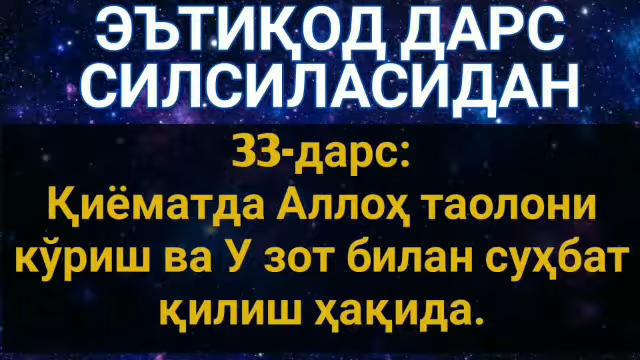 ЭЪТИҚОД ДАРС
СИЛСИЛАСИДАН
33-дарс:
Қиёматда Аллоҳ таолони
кўриш ва У зот билан суҳбат
қилиш ҳақида.